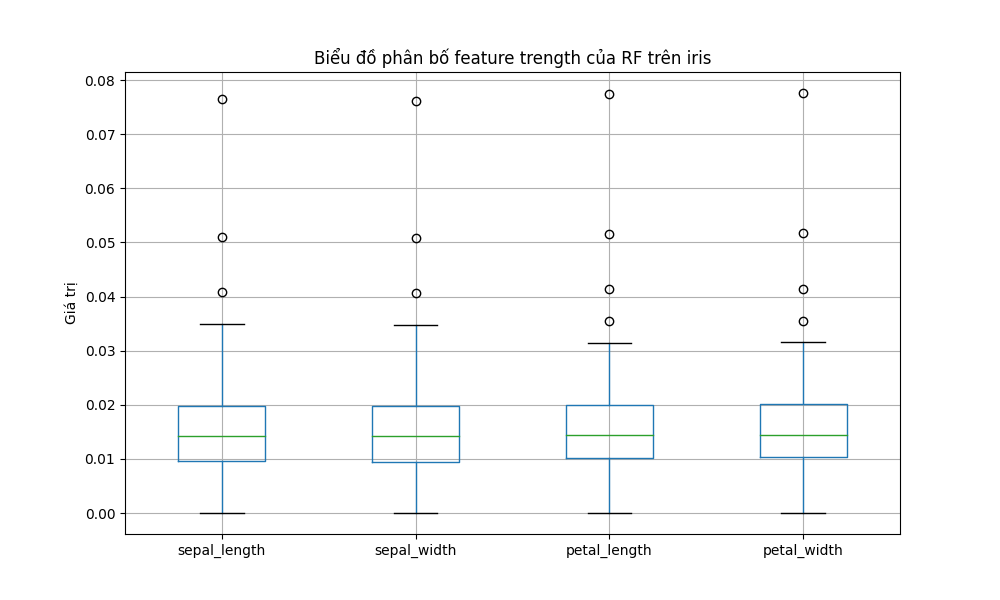 Biểu đồ phân bố feature trength của RF trên iris
Giá trị
0.08
0.07
0.06
0.05
0.04
0.03
0.02
0.01
0.00
sepal_length
sepal_width
petal_length
petal_width